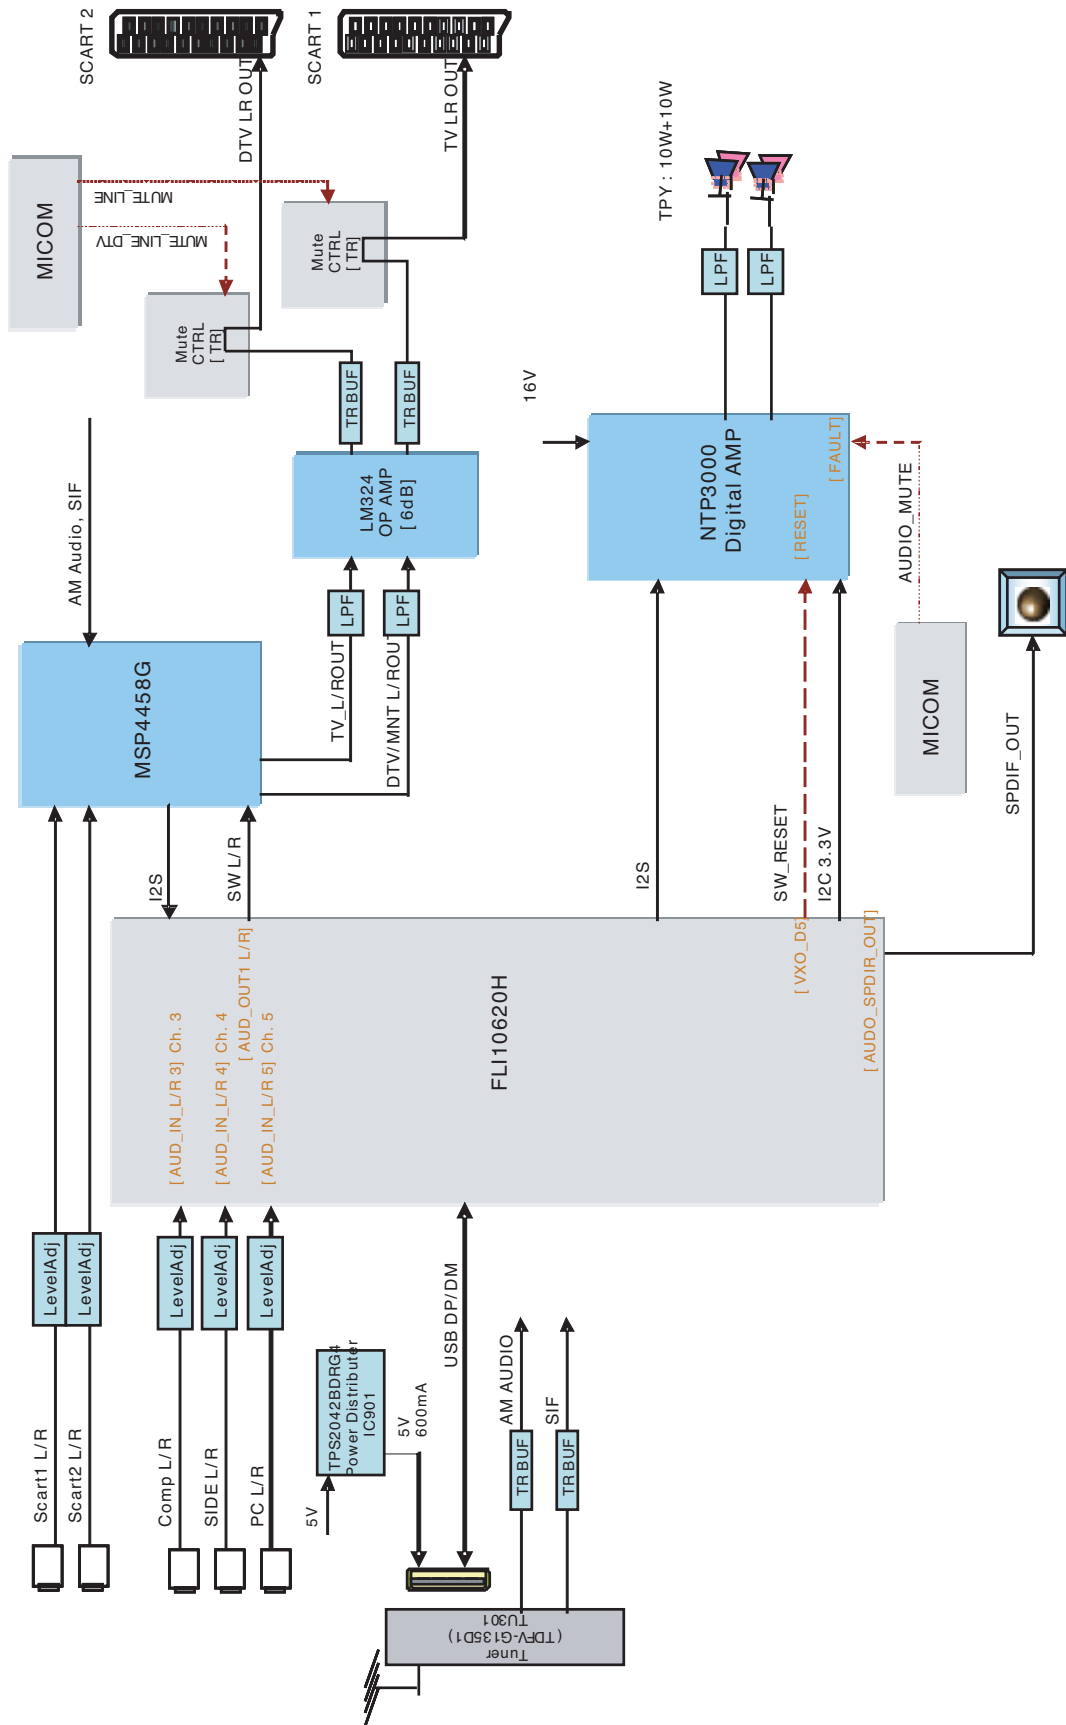 SCART 2
SCART 1
DTV LR OUT
TV LR OUT
MICOM
MUTE_LINE
MUTE_LINE_DTV
Mute
CTRL
[ TR]
Mute
CTRL
[ TR]
TPY : 10W+10W
LPF
LPF
TR BUF
TR BUF
16V
AM Audio, SIF
LM324
OP AMP
[ 6dB]
NTP3000
Digital AMP
[ FAULT]
[ RESET]
AUDIO_MUTE
LPF
LPF
MSP4458G
TV_L/ROUT
DTV/MNT L/ROUT
MICOM
SPDIF_OUT
I2S
SW L/ R
I2S
SW_RESET
I2C 3.3V
FLI10620H
[ AUD_IN_L/R 3] Ch. 3
[ AUD_IN_L/R 4] Ch. 4
[ AUD_OUT1 L/ R]
[ AUD_IN_L/R 5] Ch. 5
[ VXO_D5]
[ AUDO_SPDIR_OUT]
LevelAdj
LevelAdj
LevelAdj
LevelAdj
LevelAdj
Scart1 L/ R
Scart2 L/ R
Comp L/ R
SIDE L/ R
PC L/ R
TPS2042BDRG4
Power Distributer
IC901
5V
5V
600mA
USB DP/ DM
AM AUDIO
SIF
TR BUF
TR BUF
Tuner
( TDFV-G135D1)
TU301